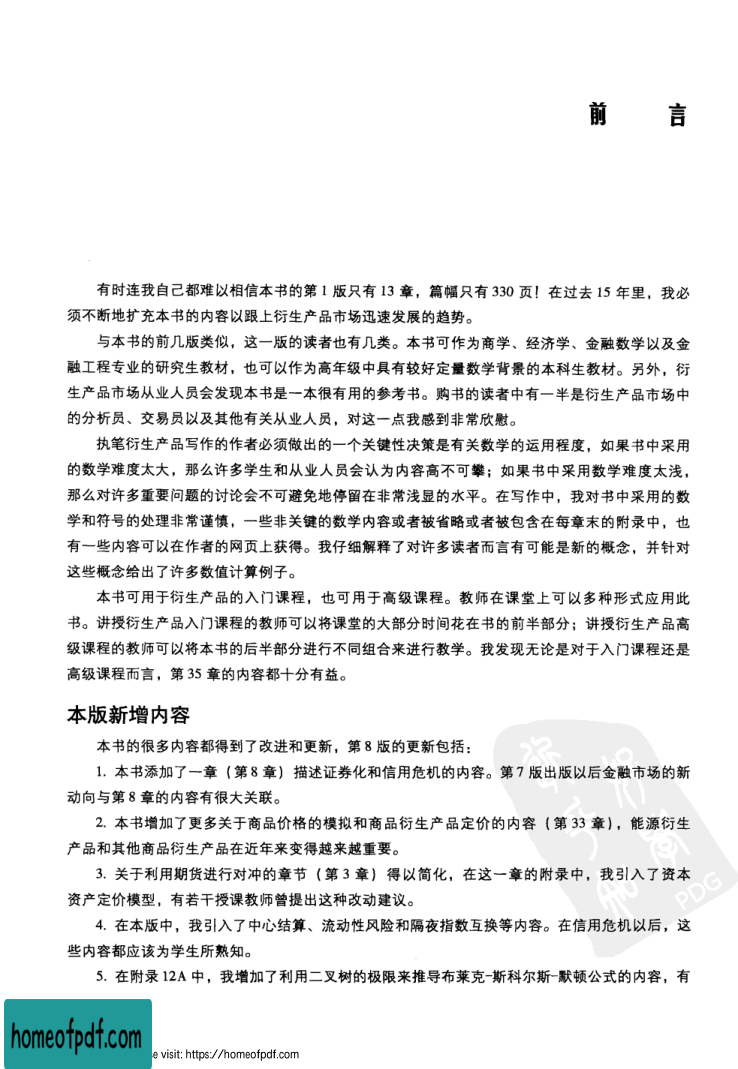 前 言
有时连我自己都难以相信本书的第 1 版只有 13 章，篇幅只有 330 页！在过去 15 年里，我必
须不断地扩充本书的内容以跟上衍生产品市场迅速发展的趋势。
与本书的前几版类似，这一版的读者也有几类。本书可作为商学、经济学、金融数学以及金
融工程专业的研究生教材，也可以作为高年级中具有较好定量数学背景的本科生教材。另外，衍
生产品市场从业人员会发现本书是一本很有用的参考书。购书的读者中有一半是衍生产品市场中
的分析员、交易员以及其他有关从业人员，对这一点我感到非常欣慰。
执笔衍生产品写作的作者必须做出的一个关键性决策是有关数学的运用程度，如果书中采用
的数学难度太大，那么许多学生和从业人员会认为内容高不可攀；如果书中采用数学难度太浅，
那么对许多重要问题的讨论会不可避免地停留在非常浅显的水平。在写作中，我对书中采用的数
学和符号的处理非常谨慎，一些非关键的数学内容或者被省略或者被包含在每章末的附录中，也
有一些内容可以在作者的网页上获得。我仔细解释了对许多读者而言有可能是新的概念，并针对
这些概念给出了许多数值计算例子。
本书可用于衍生产品的入门课程，也可用于高级课程。教师在课堂上可以多种形式应用此
书。讲授衍生产品入门课程的教师可以将课堂的大部分时间花在书的前半部分；讲授衍生产品高
级课程的教师可以将本书的后半部分进行不同组合来进行教学。我发现无论是对于入门课程还是
高级课程而言，第 35 章的内容都十分有益。
本版新增内容
本书的很多内容都得到了改进和更新，第 8 版的更新包括：
1. 本书添加了一章（第 8 章）描述证券化和信用危机的内容。第 7 版出版以后金融市场的新
动向与第 8 章的内容有很大关联。
2. 本书增加了更多关于商品价格的模拟和商品衍生产品定价的内容（第 33 章），能源衍生
产品和其他商品衍生产品在近年来变得越来越重要。
3. 关于利用期货进行对冲的章节（第 3 章）得以简化，在这一章的附录中，我引入了资本
资产定价模型，有若干授课教师曾提出这种改动建议。
4. 在本版中，我引入了中心结算、流动性风险和隔夜指数互换等内容。在信用危机以后，这
些内容都应该为学生所熟知。
5. 在附录 12A 中，我增加了利用二叉树的极限来推导布莱克-斯科尔斯-默顿公式的内容，有
PDG
homeofpdf.com
e visit: https://homeofpdf.com